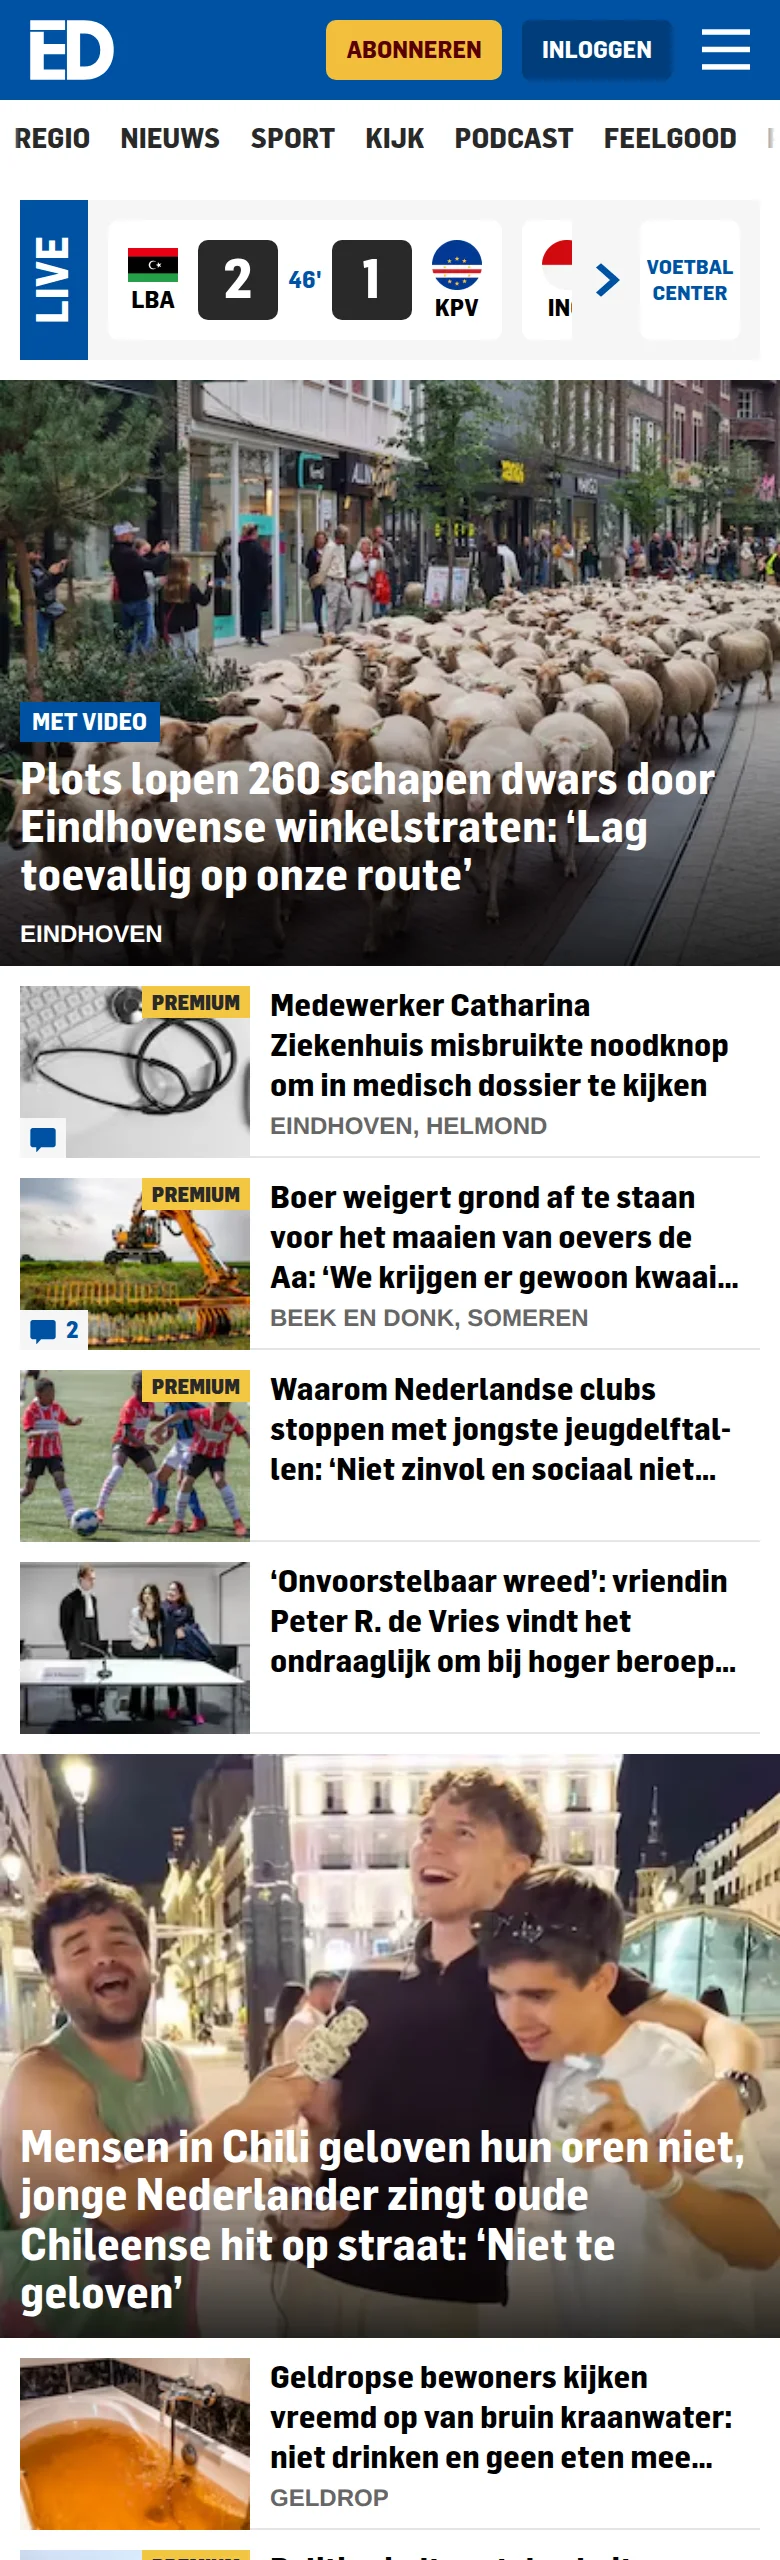 ED
ABONNEREN
INLOGGEN
REGIO NIEUWS SPORT KIJK PODCAST FEELGOOD
LIVE
LBA
2
46'
1
KPV
VOETBAL
CENTER
MET VIDEO
Plots lopen 260 schapen dwars door
Eindhovense winkelstraten: ‘Lag
toevallig op onze route’
EINDHOVEN
PREMIUM
Medewerker Catharina
Ziekenhuis misbruikte noodknop
om in medisch dossier te kijken
EINDHOVEN, HELMOND
PREMIUM
2
Boer weigert grond af te staan
voor het maaien van oevers de
Aa: ‘We krijgen er gewoon kwaai...
BEEK EN DONK, SOMEREN
PREMIUM
Waarom Nederlandse clubs
stoppen met jongste jeugdelftal-
len: ‘Niet zinvol en sociaal niet...
‘Onvoorstelbaar wreed’: vriendin
Peter R. de Vries vindt het
ondraaglijk om bij hoger beroep...
Mensen in Chili geloven hun oren niet,
jonge Nederlander zingt oude
Chileense hit op straat: ‘Niet te
geloven’
Geldropse bewoners kijken
vreemd op van bruin kraanwater:
niet drinken en geen eten mee...
GELDROP